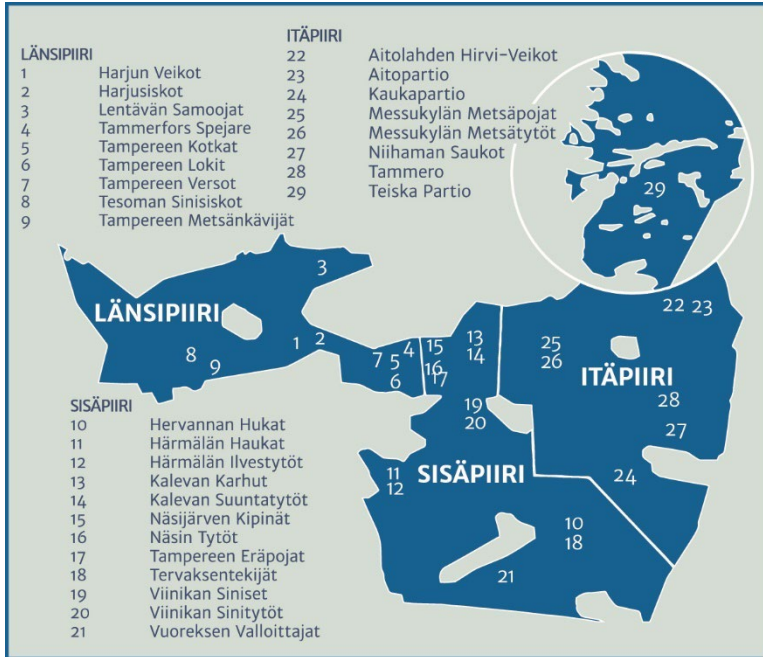 LÄNSIPIIRI
1 Harjun Veikot
2 Harjusiskot
3 Lentävän Samoojat
4 Tammerfors Spejare
5 Tampereen Kotkat
6 Tampereen Lokit
7 Tampereen Versot
8 Tesoman Sinisiskot
9 Tampereen Metsänkävijät
ITÄPIIRI
22 Aitolahden Hirvi-Veikot
23 Aitopartio
24 Kaukapartio
25 Messukylän Metsäpojat
26 Messukylän Metsätytöt
27 Niihaman Saukot
28 Tammero
29 Teiska Partio
29
3
LÄNSIPIIRI
22 23
1 2
8
9
7 5 4
6
15
16
17
13
14
25
26
ITÄPIIRI
28
27
19
20
24
11
12
SISÄPIIRI
10
18
21
SISÄPIIRI
10 Hervannan Hukat
11 Härmälän Haukat
12 Härmälän Ilvestytöt
13 Kalevan Karhut
14 Kalevan Suuntatytöt
15 Näsijärven Kipinät
16 Näsin Tytöt
17 Tampereen Eräpojat
18 Tervaksentekijät
19 Viinikan Siniset
20 Viinikan Sinitytöt
21 Vuoreksen Valloittajat